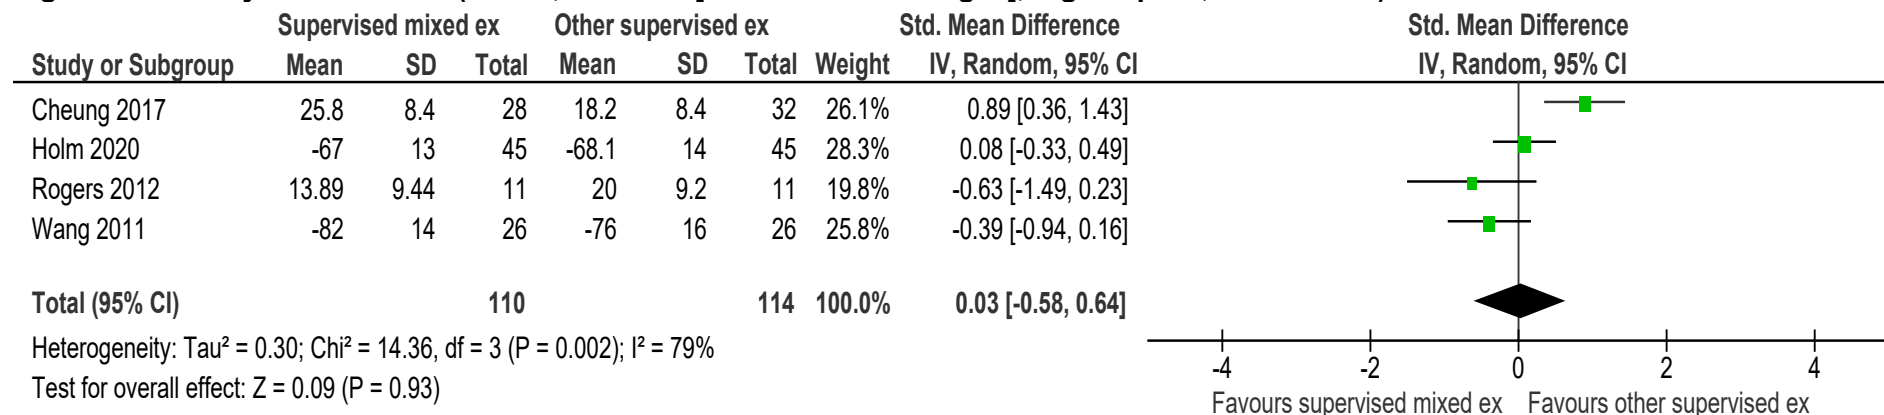 Supervised mixed ex Other supervised ex Std. Mean Difference Std. Mean Difference
Study or Subgroup Mean SD Total Mean SD Total Weight IV, Random, 95% CI IV, Random, 95% CI
Cheung 2017 25.8 8.4 28 18.2 8.4 32 26.1% 0.89 [0.36, 1.43]
Holm 2020 -67 13 45 -68.1 14 45 28.3% 0.08 [-0.33, 0.49]
Rogers 2012 13.89 9.44 11 20 9.2 11 19.8% -0.63 [-1.49, 0.23]
Wang 2011 -82 14 26 -76 16 26 25.8% -0.39 [-0.94, 0.16]
Total (95% CI) 110 114 100.0% 0.03 [-0.58, 0.64]
Heterogeneity: Tau² = 0.30; Chi² = 14.36, df = 3 (P = 0.002); I² = 79%
Test for overall effect: Z = 0.09 (P = 0.93)
-4 -2 0 2 4
Favours supervised mixed ex Favours other supervised ex